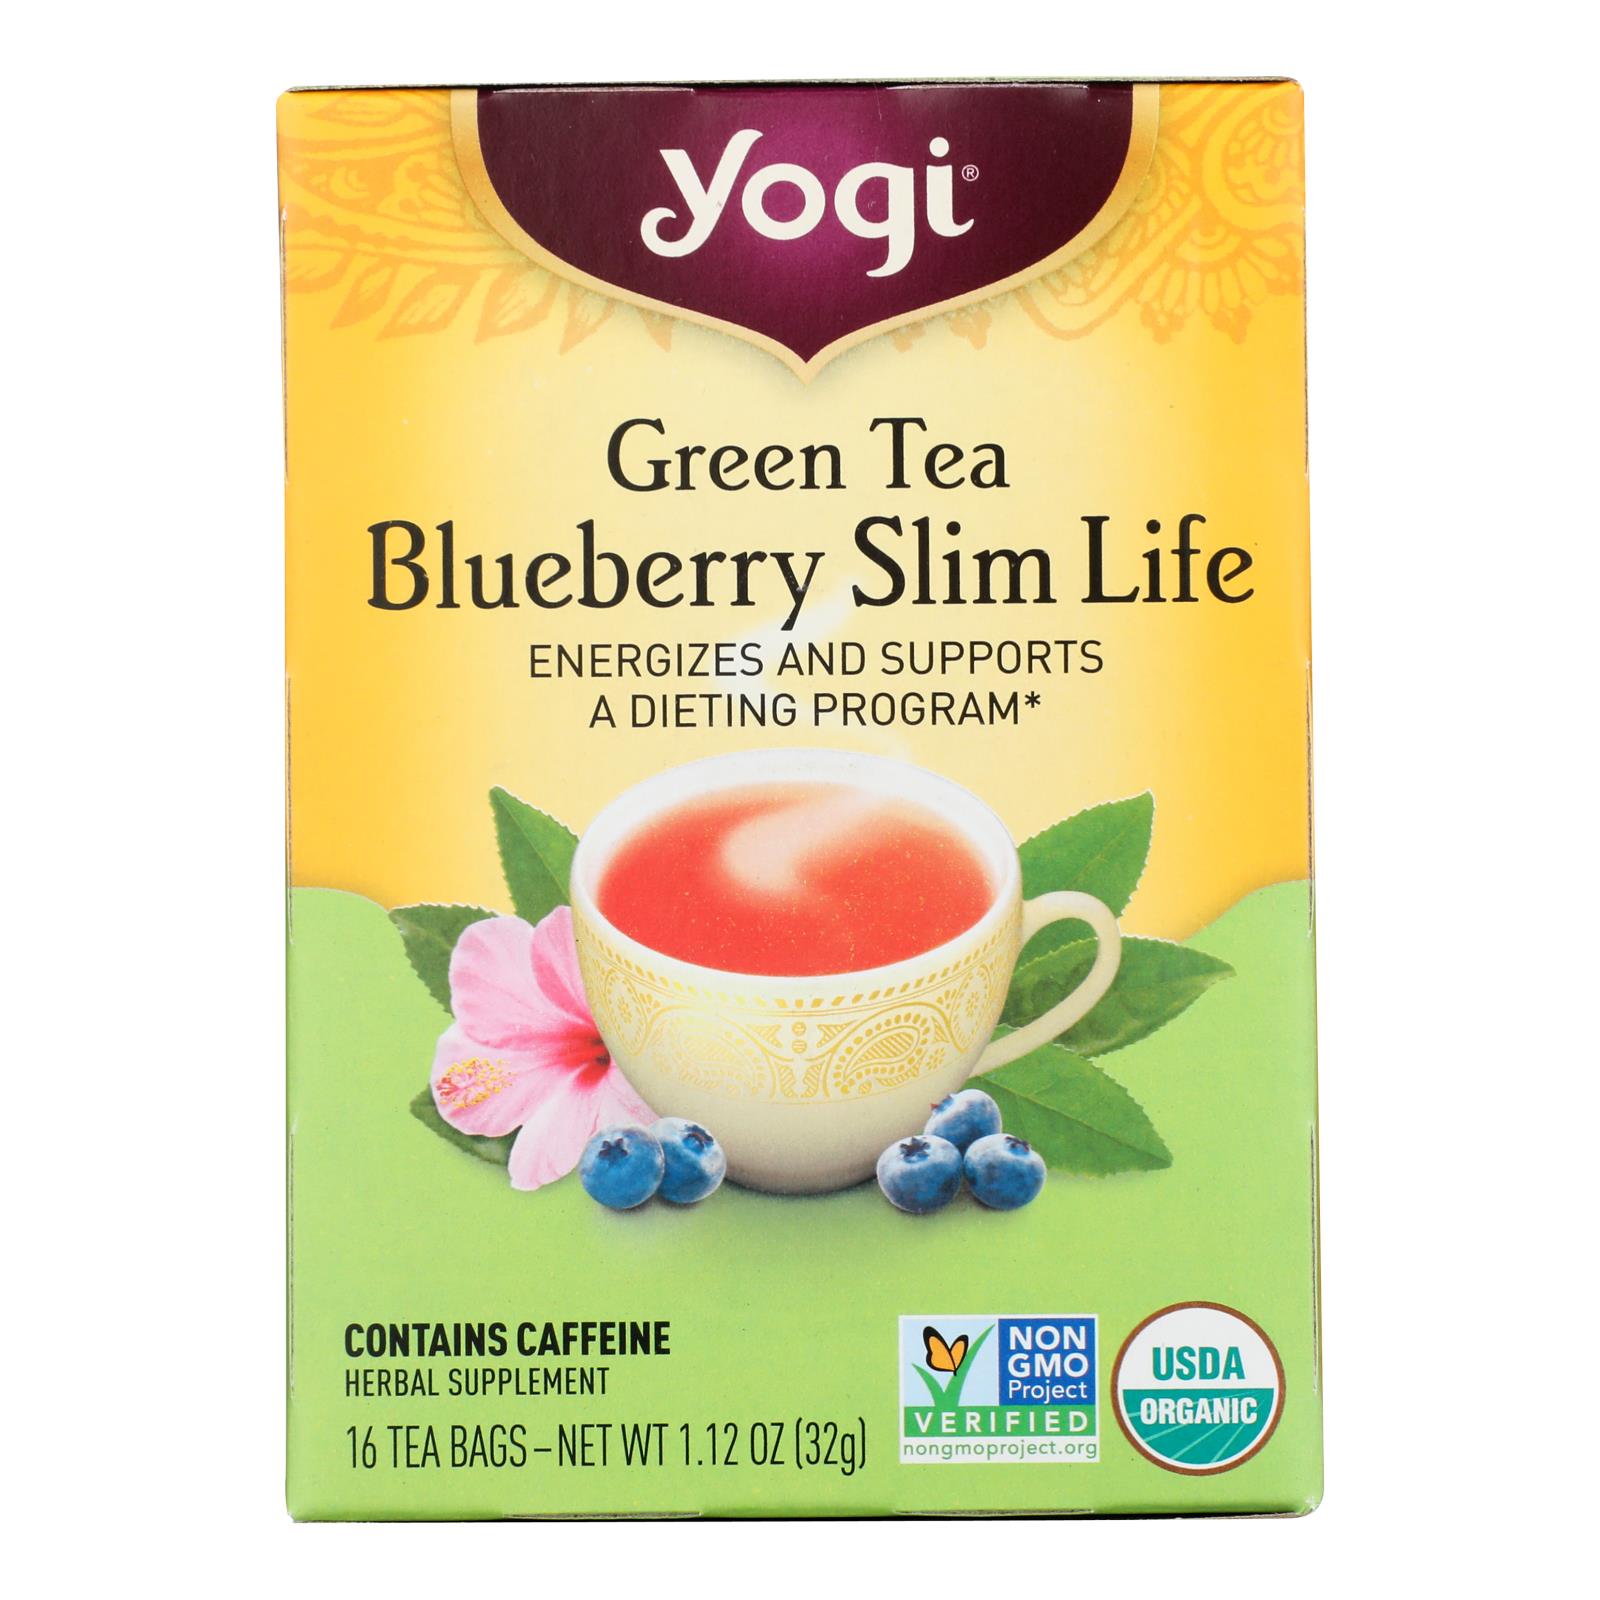 yogi®
Green Tea
Blueberry Slim Life
ENERGIZES AND SUPPORTS
A DIETING PROGRAM*
CONTAINS CAFFEINE
HERBAL SUPPLEMENT
16 TEA BAGS – NET WT 1.12 OZ (32g)
NON
GMO
Project
VERIFIED
nongmoproject.org
USDA
ORGANIC